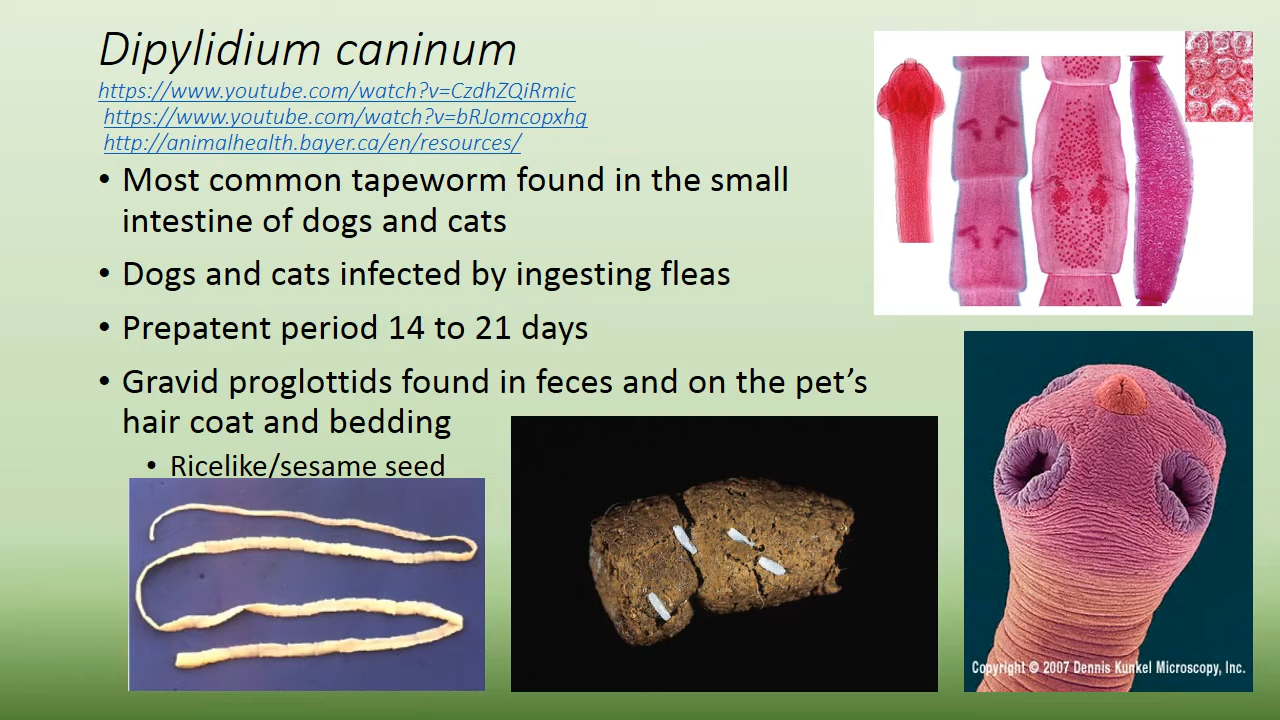 Dipylidium caninum
https://www.youtube.com/watch?v=CzdhZQiRmic
https://www.youtube.com/watch?v=bRJomcopxhg
http://animalhealth.bayer.ca/en/resources/
• Most common tapeworm found in the small
intestine of dogs and cats
• Dogs and cats infected by ingesting fleas
• Prepatent period 14 to 21 days
• Gravid proglottids found in feces and on the pet’s
hair coat and bedding
• Ricelike/sesame seed
Copyright © 2007 Dennis Kunkel Microscopy, Inc.